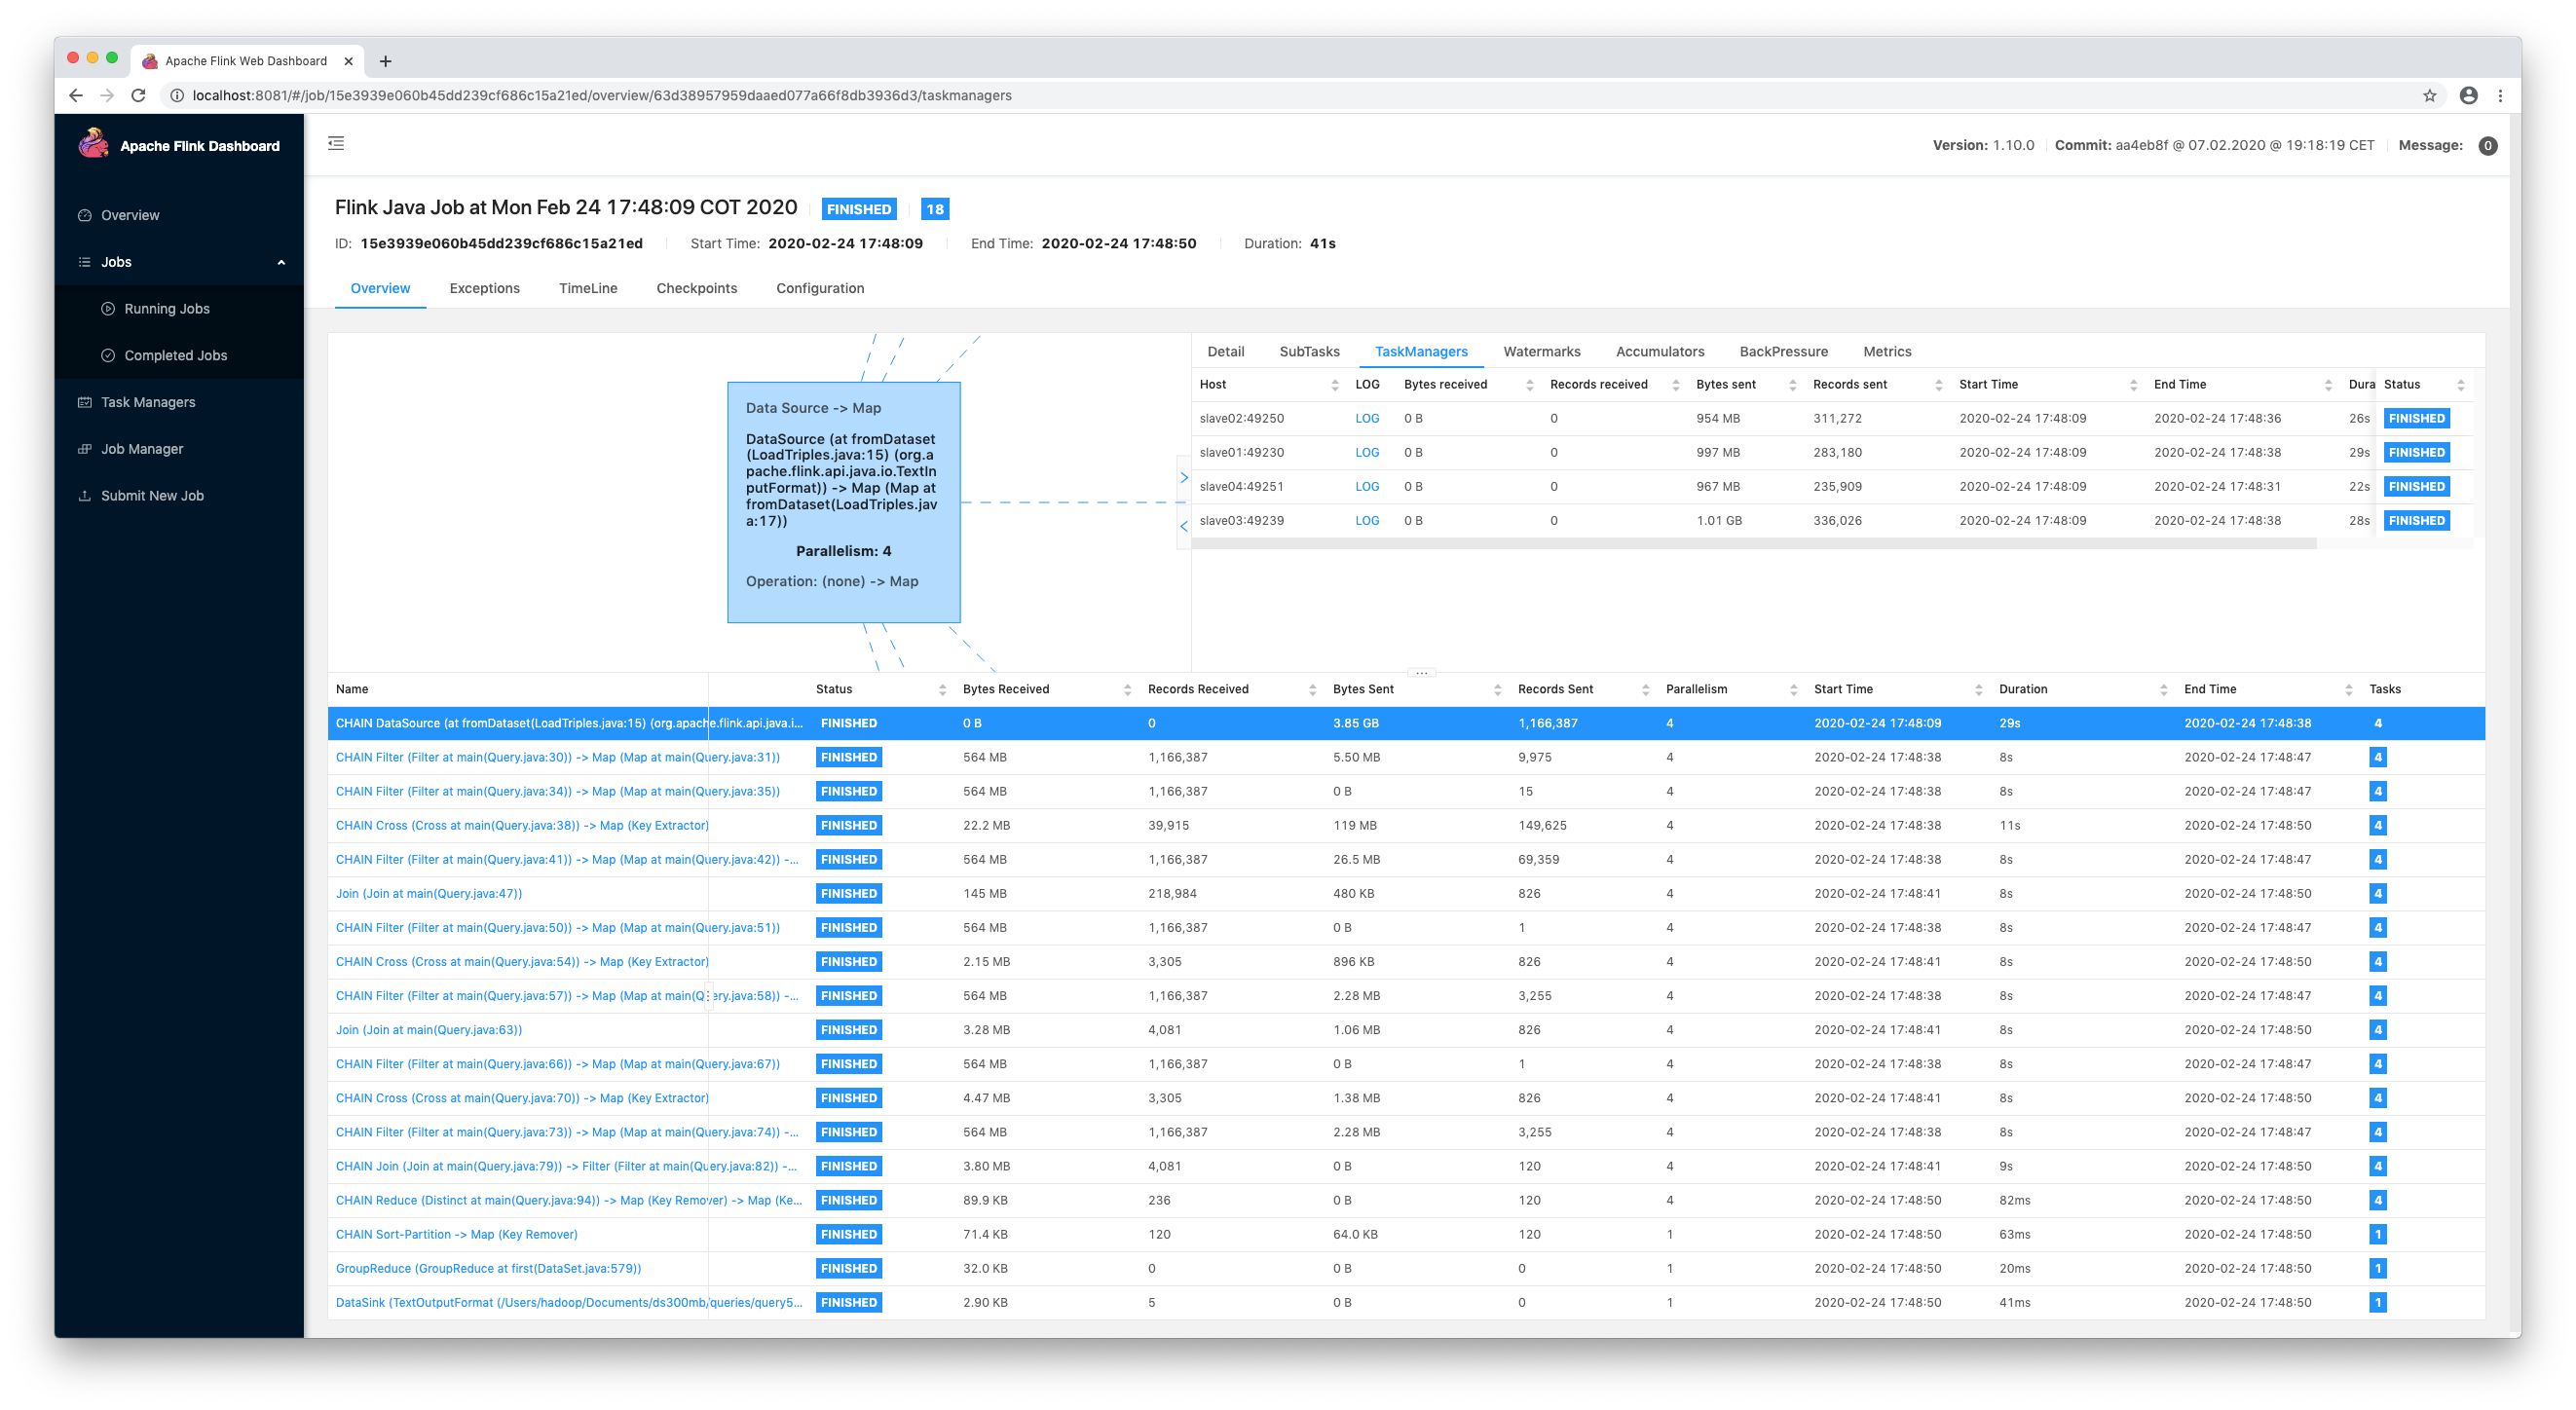 Apache Flink Web Dashboard
localhost:8081/#/job/15e3939e060b45dd239cf686c15a21ed/overview/63d38957959daaed077a66f8db3936d3/taskmanagers
Apache Flink Dashboard
Version: 1.10.0 Commit: aa4eb8f @ 07.02.2020 @ 19:18:19 CET Message: 0
Overview
Jobs
Running Jobs
Completed Jobs
Task Managers
Job Manager
Submit New Job
Flink Java Job at Mon Feb 24 17:48:09 COT 2020 FINISHED 18
ID: 15e3939e060b45dd239cf686c15a21ed Start Time: 2020-02-24 17:48:09 End Time: 2020-02-24 17:48:50 Duration: 41s
Overview Exceptions TimeLine Checkpoints Configuration
Data Source -> Map
DataSource (at fromDataset
(LoadTriples.java:15) (org.a
pache.flink.api.java.io.TextIn
putFormat)) -> Map (Map at
fromDataset(LoadTriples.jav
a:17))
Parallelism: 4
Operation: (none) -> Map
Detail SubTasks TaskManagers Watermarks Accumulators BackPressure Metrics
Host LOG Bytes received Records received Bytes sent Records sent Start Time End Time Dura Status
slave02:49250 LOG 0 B 0 954 MB 311,272 2020-02-24 17:48:09 2020-02-24 17:48:36 26s FINISHED
slave01:49230 LOG 0 B 0 997 MB 283,180 2020-02-24 17:48:09 2020-02-24 17:48:38 29s FINISHED
slave04:49251 LOG 0 B 0 967 MB 235,909 2020-02-24 17:48:09 2020-02-24 17:48:31 22s FINISHED
slave03:49239 LOG 0 B 0 1.01 GB 336,026 2020-02-24 17:48:09 2020-02-24 17:48:38 28s FINISHED
Name Status Bytes Received Records Received Bytes Sent Records Sent Parallelism Start Time Duration End Time Tasks
CHAIN DataSource (at fromDataset(LoadTriples.java:15) (org.apache.flink.api.java.i... FINISHED 0 B 0 3.85 GB 1,166,387 4 2020-02-24 17:48:09 29s 2020-02-24 17:48:38 4
CHAIN Filter (Filter at main(Query.java:30)) -> Map (Map at main(Query.java:31)) FINISHED 564 MB 1,166,387 5.50 MB 9,975 4 2020-02-24 17:48:38 8s 2020-02-24 17:48:47 4
CHAIN Filter (Filter at main(Query.java:34)) -> Map (Map at main(Query.java:35)) FINISHED 564 MB 1,166,387 0 B 15 4 2020-02-24 17:48:38 8s 2020-02-24 17:48:47 4
CHAIN Cross (Cross at main(Query.java:38)) -> Map (Key Extractor) FINISHED 22.2 MB 39,915 119 MB 149,625 4 2020-02-24 17:48:38 11s 2020-02-24 17:48:50 4
CHAIN Filter (Filter at main(Query.java:41)) -> Map (Map at main(Query.java:42)) -... FINISHED 564 MB 1,166,387 26.5 MB 69,359 4 2020-02-24 17:48:38 8s 2020-02-24 17:48:47 4
Join (Join at main(Query.java:47)) FINISHED 145 MB 218,984 480 KB 826 4 2020-02-24 17:48:41 8s 2020-02-24 17:48:50 4
CHAIN Filter (Filter at main(Query.java:50)) -> Map (Map at main(Query.java:51)) FINISHED 564 MB 1,166,387 0 B 1 4 2020-02-24 17:48:38 8s 2020-02-24 17:48:47 4
CHAIN Cross (Cross at main(Query.java:54)) -> Map (Key Extractor) FINISHED 2.15 MB 3,305 896 KB 826 4 2020-02-24 17:48:41 8s 2020-02-24 17:48:50 4
CHAIN Filter (Filter at main(Query.java:57)) -> Map (Map at main(Query.java:58)) -... FINISHED 564 MB 1,166,387 2.28 MB 3,255 4 2020-02-24 17:48:38 8s 2020-02-24 17:48:47 4
Join (Join at main(Query.java:63)) FINISHED 3.28 MB 4,081 1.06 MB 826 4 2020-02-24 17:48:41 8s 2020-02-24 17:48:50 4
CHAIN Filter (Filter at main(Query.java:66)) -> Map (Map at main(Query.java:67)) FINISHED 564 MB 1,166,387 0 B 1 4 2020-02-24 17:48:38 8s 2020-02-24 17:48:47 4
CHAIN Cross (Cross at main(Query.java:70)) -> Map (Key Extractor) FINISHED 4.47 MB 3,305 1.38 MB 826 4 2020-02-24 17:48:41 8s 2020-02-24 17:48:50 4
CHAIN Filter (Filter at main(Query.java:73)) -> Map (Map at main(Query.java:74)) -... FINISHED 564 MB 1,166,387 2.28 MB 3,255 4 2020-02-24 17:48:38 8s 2020-02-24 17:48:47 4
CHAIN Join (Join at main(Query.java:79)) -> Filter (Filter at main(Query.java:82)) -... FINISHED 3.80 MB 4,081 0 B 120 4 2020-02-24 17:48:41 9s 2020-02-24 17:48:50 4
CHAIN Reduce (Distinct at main(Query.java:94)) -> Map (Key Remover) -> Map (Ke... FINISHED 89.9 KB 236 0 B 120 4 2020-02-24 17:48:50 82ms 2020-02-24 17:48:50 4
CHAIN Sort-Partition -> Map (Key Remover) FINISHED 71.4 KB 120 64.0 KB 120 1 2020-02-24 17:48:50 63ms 2020-02-24 17:48:50 1
GroupReduce (GroupReduce at first(DataSet.java:579)) FINISHED 32.0 KB 0 0 B 0 1 2020-02-24 17:48:50 20ms 2020-02-24 17:48:50 1
DataSink (TextOutputFormat (/Users/hadoop/Documents/ds300mb/queries/query5... FINISHED 2.90 KB 5 0 B 0 1 2020-02-24 17:48:50 41ms 2020-02-24 17:48:50 1